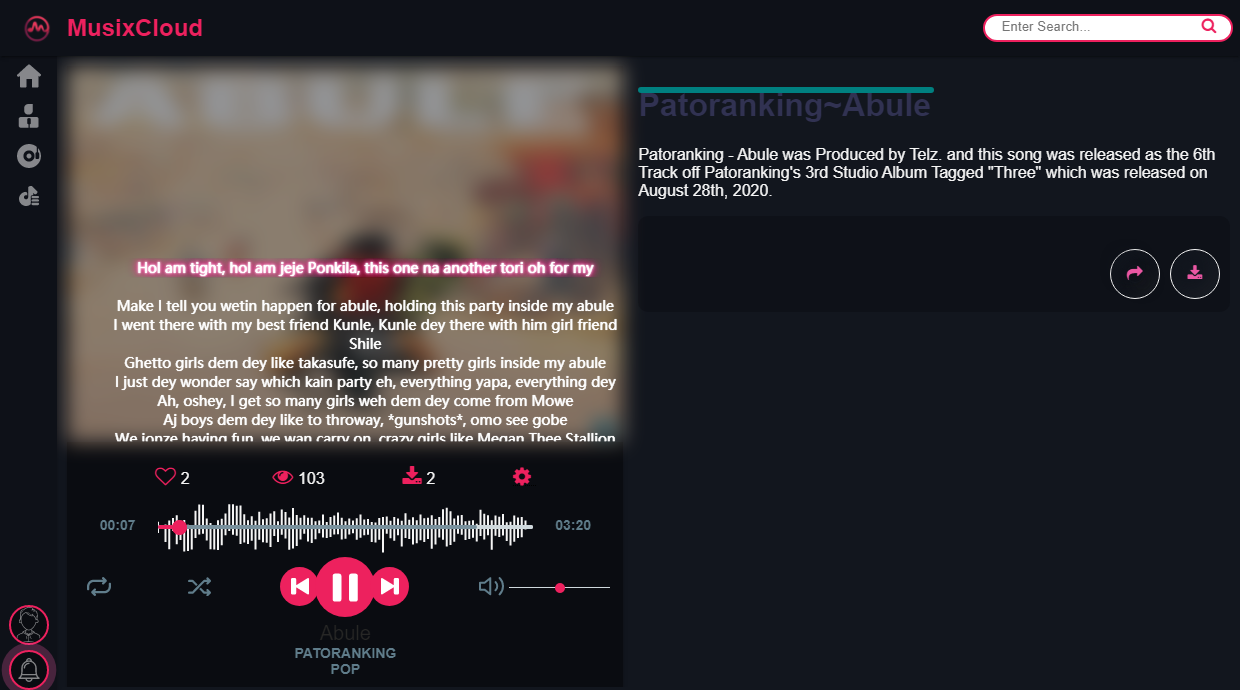 MusixCloud
Enter Search...
ABULE
Hol am tight, hol am jeje Ponkila, this one na another tori oh for my
Make I tell you wetin happen for abule, holding this party inside my abule
I went there with my best friend Kunle, Kunle dey there with him girl friend
Shile
Ghetto girls dem dey like takasufe, so many pretty girls inside my abule
I just dey wonder say which kain party eh, everything yapa, everything dey
Ah, oshey, I get so many girls weh dem dey come from Mowe
Aj boys dem dey like to throway, *gunshots*, omo see gobe
We jonze having fun, we wan carry on, crazy girls like Megan Thee Stallion
2
103
2
00:07
03:20
Abule
PATORANKING
POP
Patoranking~Abule
Patoranking - Abule was Produced by Telz. and this song was released as the 6th
Track off Patoranking's 3rd Studio Album Tagged "Three" which was released on
August 28th, 2020.